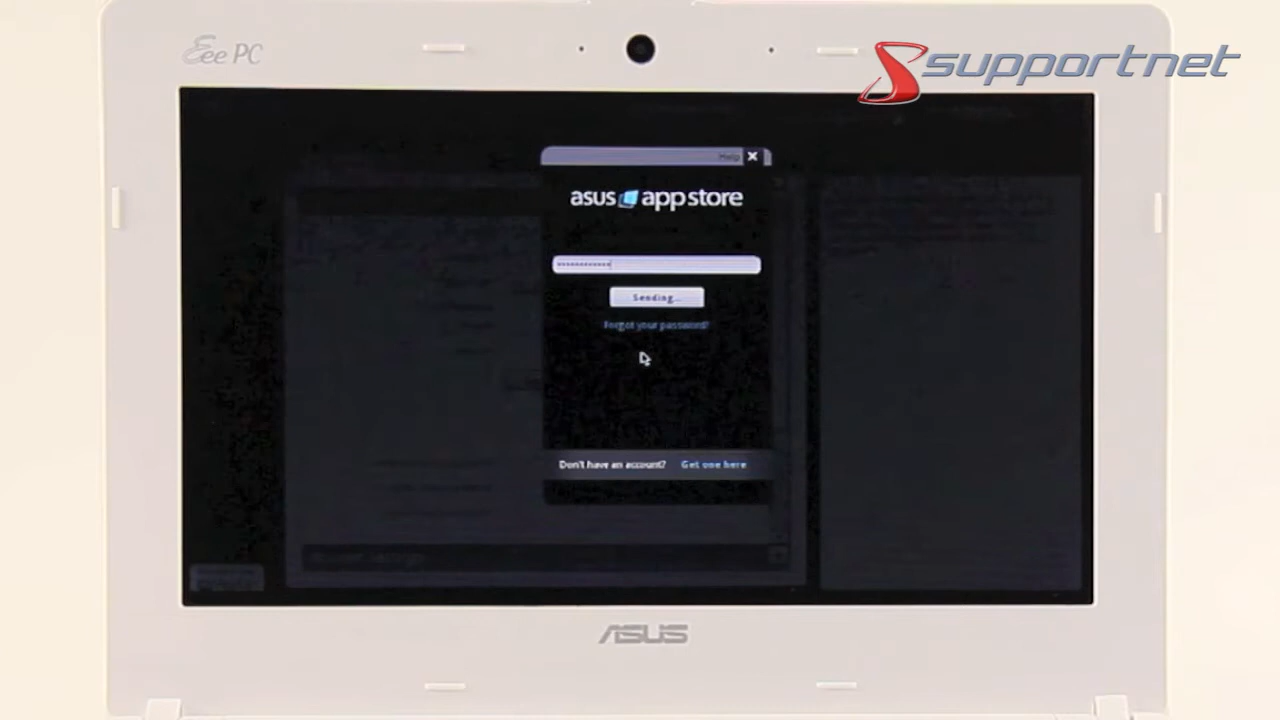 Eee PC
supportnet
Help
asus app store
Sending...
Forgot your password?
Don't have an account? Get one here
ASUS